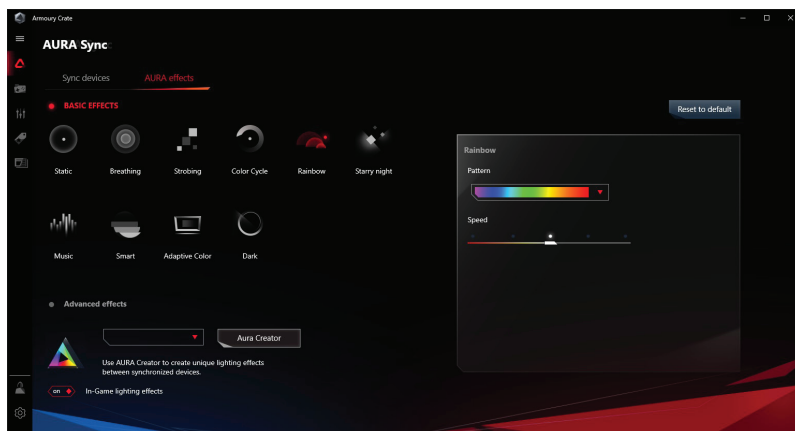 Armoury Crate
AURA Sync
Sync devices
AURA effects
BASIC EFFECTS
Reset to default
Static
Breathing
Strobing
Color Cycle
Rainbow
Starry night
Music
Smart
Adaptive Color
Dark
Rainbow
Pattern
Speed
Advanced effects
Aura Creator
Use AURA Creator to create unique lighting effects
between synchronized devices.
on
In-Game lighting effects